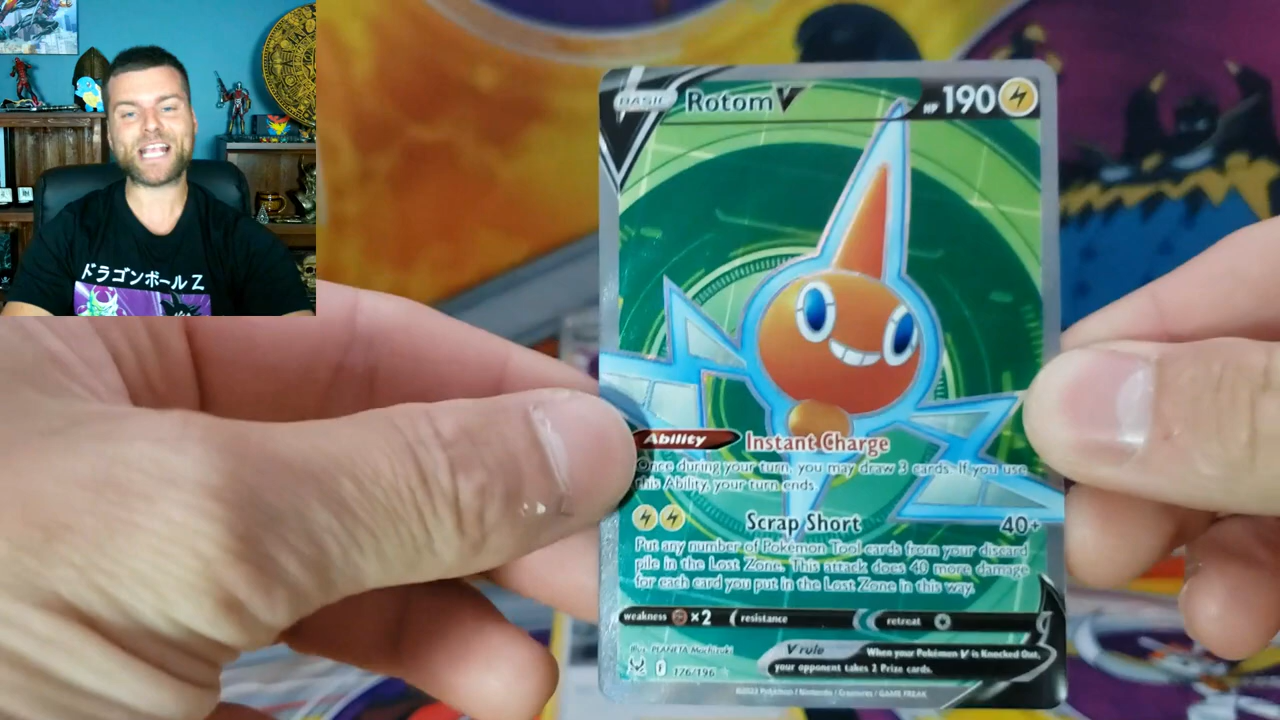 ドラゴンボールZ
BASIC Rotom V HP 190
Ability Instant Charge
Once during your turn, you may draw 3 cards. If you use
this Ability, your turn ends.
Scrap Short 40+
Put any number of Pokémon Tool cards from your discard
pile in the Lost Zone. This attack does 40 more damage
for each card you put in the Lost Zone in this way.
weakness ×2 resistance retreat
Illus. PLANETA Mochizuki
V rule When your Pokémon V is Knocked Out,
your opponent takes 2 Prize cards.
F 176/196
©2022 Pokémon / Nintendo / Creatures / GAME FREAK